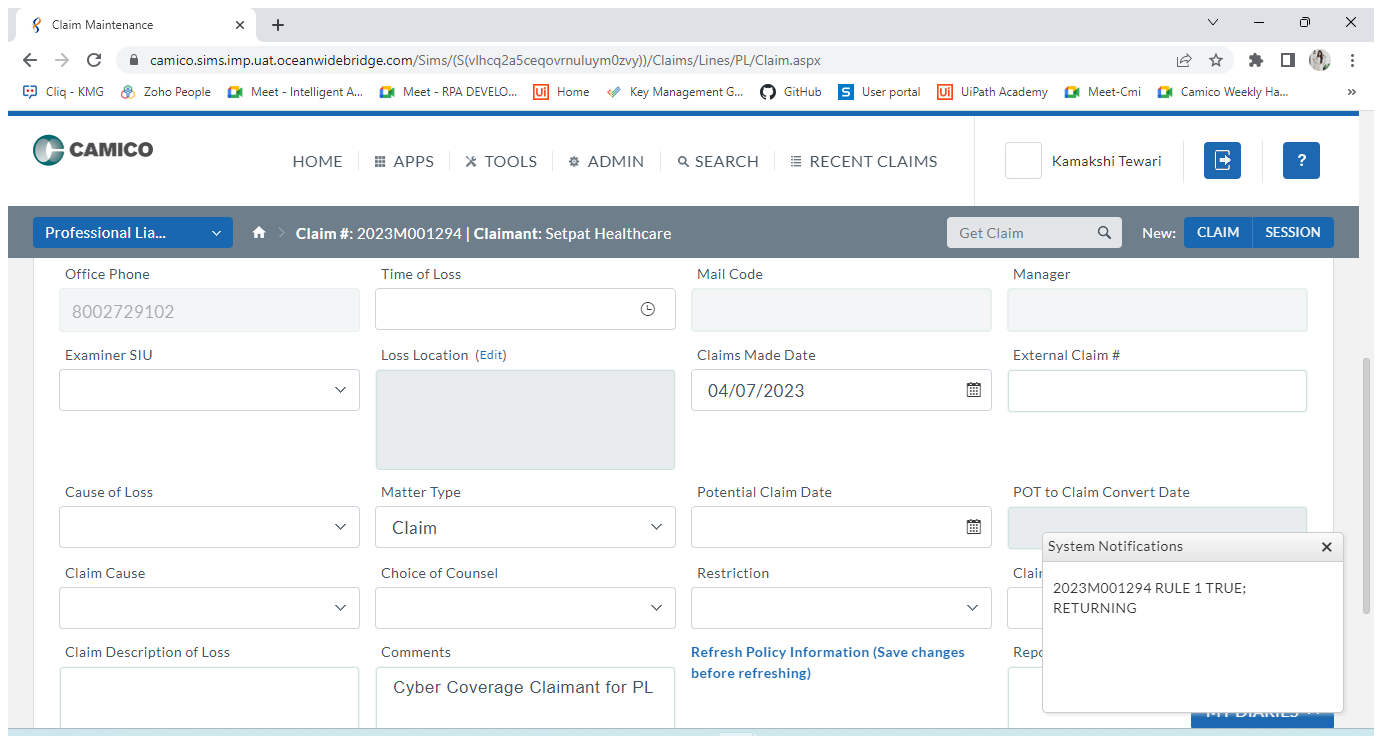 Claim Maintenance
camico.sims.imp.uat.oceanwidebridge.com/Sims/(S(vlhcq2a5ceqovrnuluym0zvy))/Claims/Lines/PL/Claim.aspx
Cliq - KMG Zoho People Meet - Intelligent A... Meet - RPA DEVELO... Home Key Management G... GitHub User portal UiPath Academy Meet-Cmi Camico Weekly Ha... »
CAMICO
HOME APPS TOOLS ADMIN SEARCH RECENT CLAIMS Kamakshi Tewari ?
Professional Lia... Claim #: 2023M001294 | Claimant: Setpat Healthcare Get Claim New: CLAIM SESSION
Office Phone Time of Loss Mail Code Manager
8002729102
Examiner SIU Loss Location (Edit) Claims Made Date External Claim #
04/07/2023
Cause of Loss Matter Type Potential Claim Date POT to Claim Convert Date
Claim
System Notifications
Claim Cause Choice of Counsel Restriction Clai
2023M001294 RULE 1 TRUE;
RETURNING
Claim Description of Loss Comments Refresh Policy Information (Save changes Repo
before refreshing)
Cyber Coverage Claimant for PL
MY DIARIES